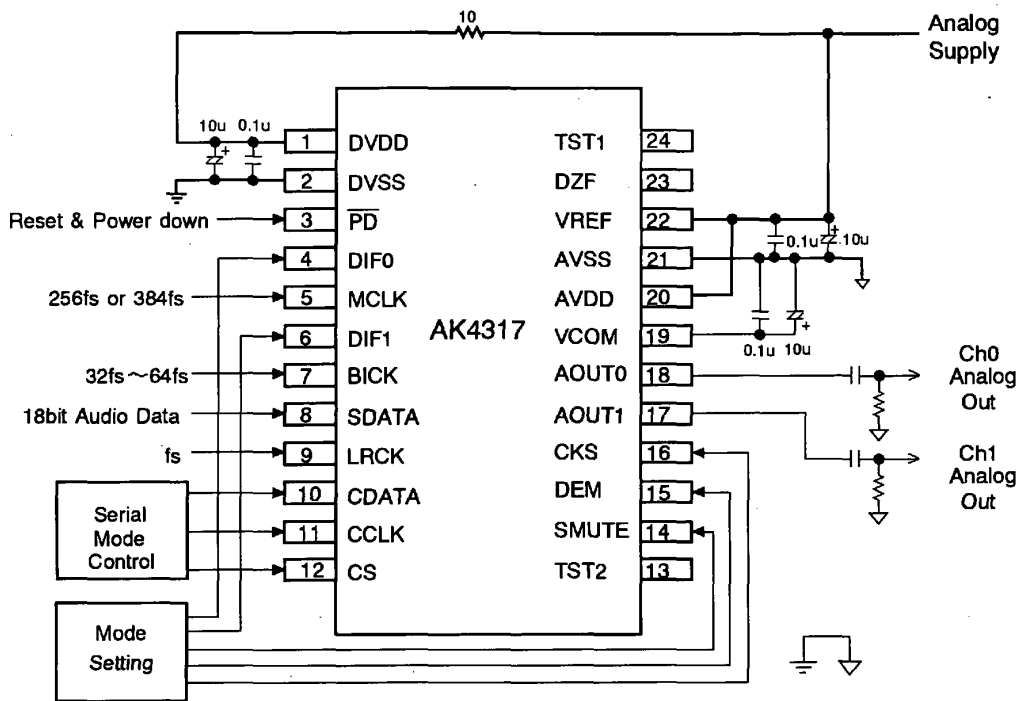 10
Analog
Supply
10u
0.1u
1 DVDD
2 DVSS
Reset & Power down
3 PD
4 DIF0
256fs or 384fs
5 MCLK
6 DIF1
32fs～64fs
7 BICK
18bit Audio Data
8 SDATA
fs
9 LRCK
10 CDATA
11 CCLK
12 CS
Serial
Mode
Control
Mode
Setting
AK4317
TST1 24
DZF 23
VREF 22
0.1u
10u
AVSS 21
AVDD 20
VCOM 19
0.1u
10u
AOUT0 18
Ch0
Analog
Out
AOUT1 17
Ch1
Analog
Out
CKS 16
DEM 15
SMUTE 14
TST2 13